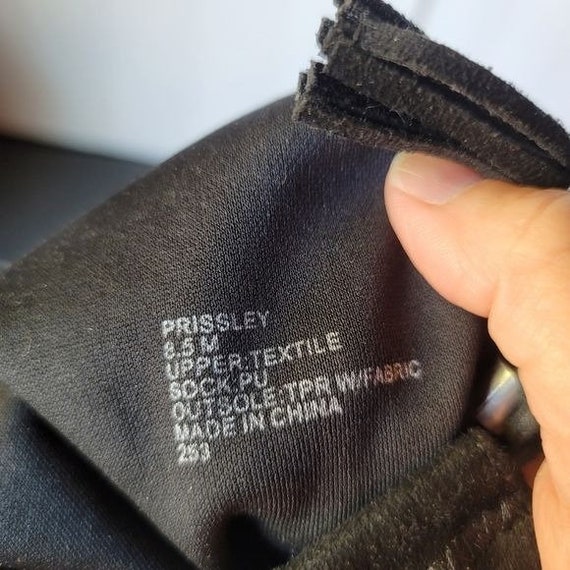 PRISSLEY
8.5 M
UPPER.TEXTILE
SOCK.PU
OUTSOLE.TPR W/FABRIC
MADE IN CHINA
253